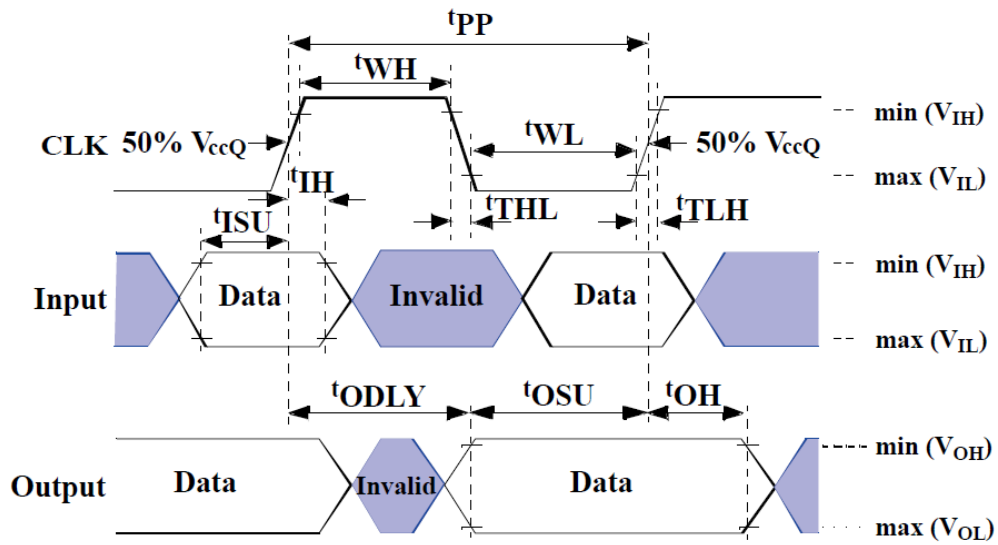 tPP
tWH
CLK 50% VccQ
tWL
50% VccQ
min (VIH)
max (VIL)
tIH
tTHL
tTLH
tISU
Input
Data
Invalid
Data
min (VIH)
max (VIL)
tODLY
tOSU
tOH
Output
Data
Invalid
Data
min (VOH)
max (VOL)